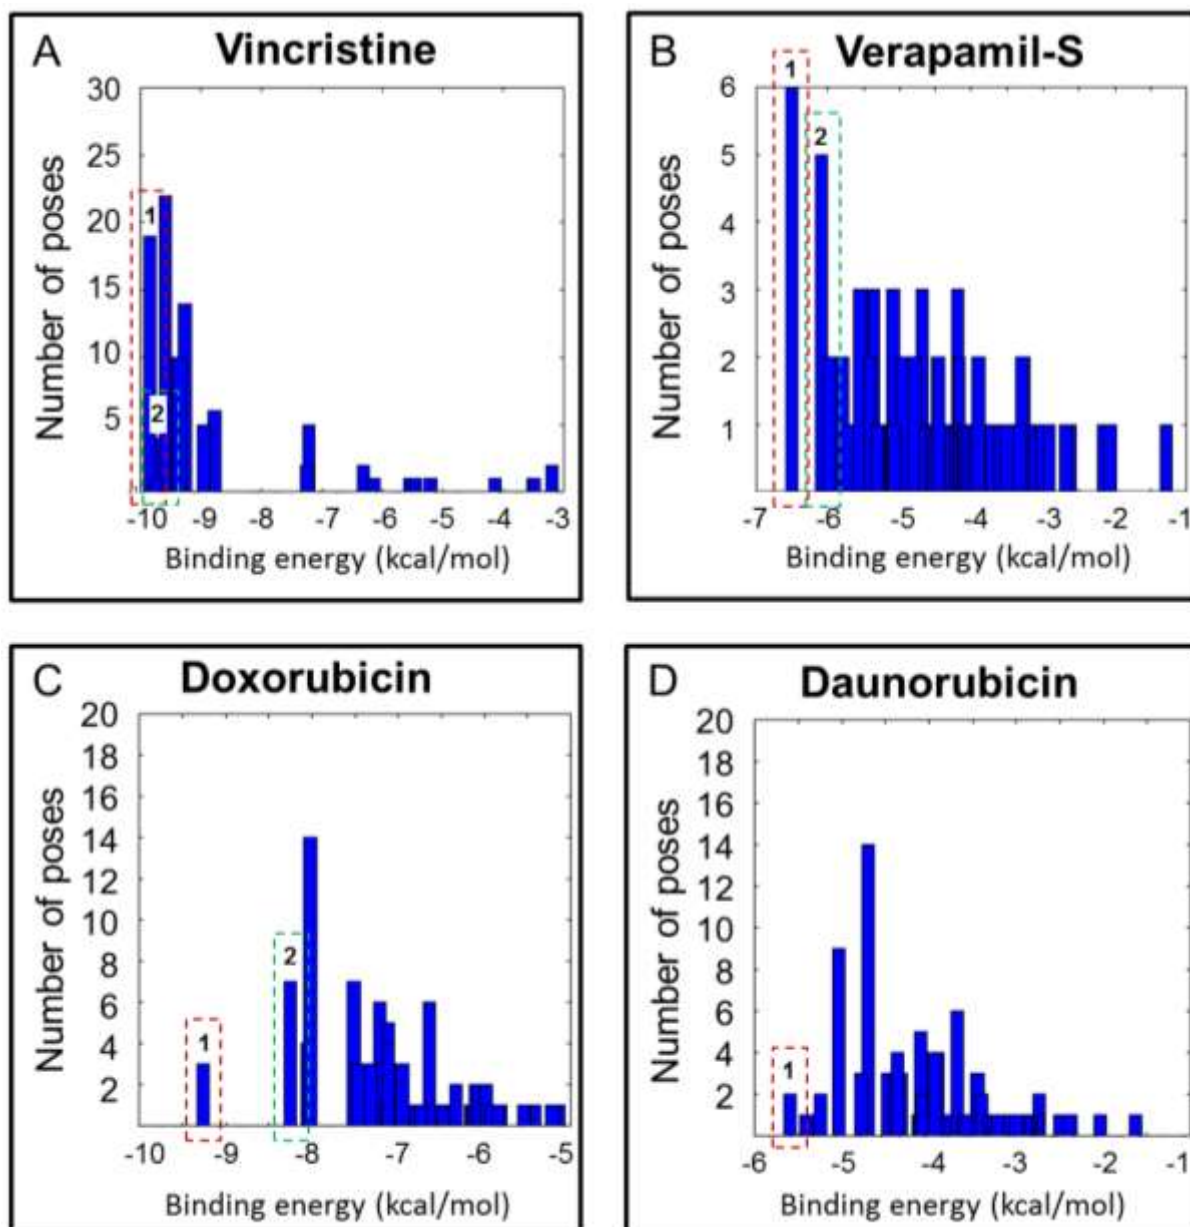 A
Vincristine
30
25
20
15
10
5
1
2
Number of poses
-10 -9 -8 -7 -6 -5 -4 -3
Binding energy (kcal/mol)
B
Verapamil-S
6
5
4
3
2
1
1
2
Number of poses
-7 -6 -5 -4 -3 -2 -1
Binding energy (kcal/mol)
C
Doxorubicin
20
18
16
14
12
10
8
6
4
2
1
2
Number of poses
-10 -9 -8 -7 -6 -5
Binding energy (kcal/mol)
D
Daunorubicin
20
18
16
14
12
10
8
6
4
2
1
Number of poses
-6 -5 -4 -3 -2 -1
Binding energy (kcal/mol)